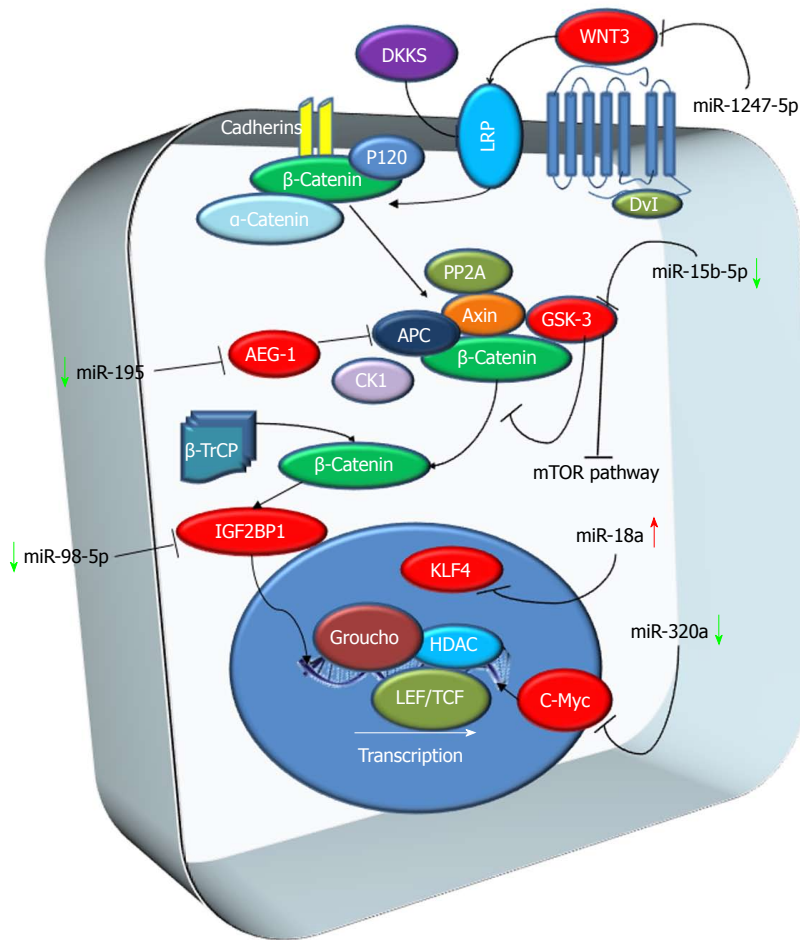 WNT3
DKKS
miR-1247-5p
Cadherins
LRP
P120
β-Catenin
DvI
α-Catenin
PP2A
miR-15b-5p
Axin
GSK-3
APC
AEG-1
β-Catenin
miR-195
CK1
β-TrCP
β-Catenin
mTOR pathway
IGF2BP1
miR-18a
miR-98-5p
KLF4
miR-320a
Groucho
HDAC
LEF/TCF
C-Myc
Transcription